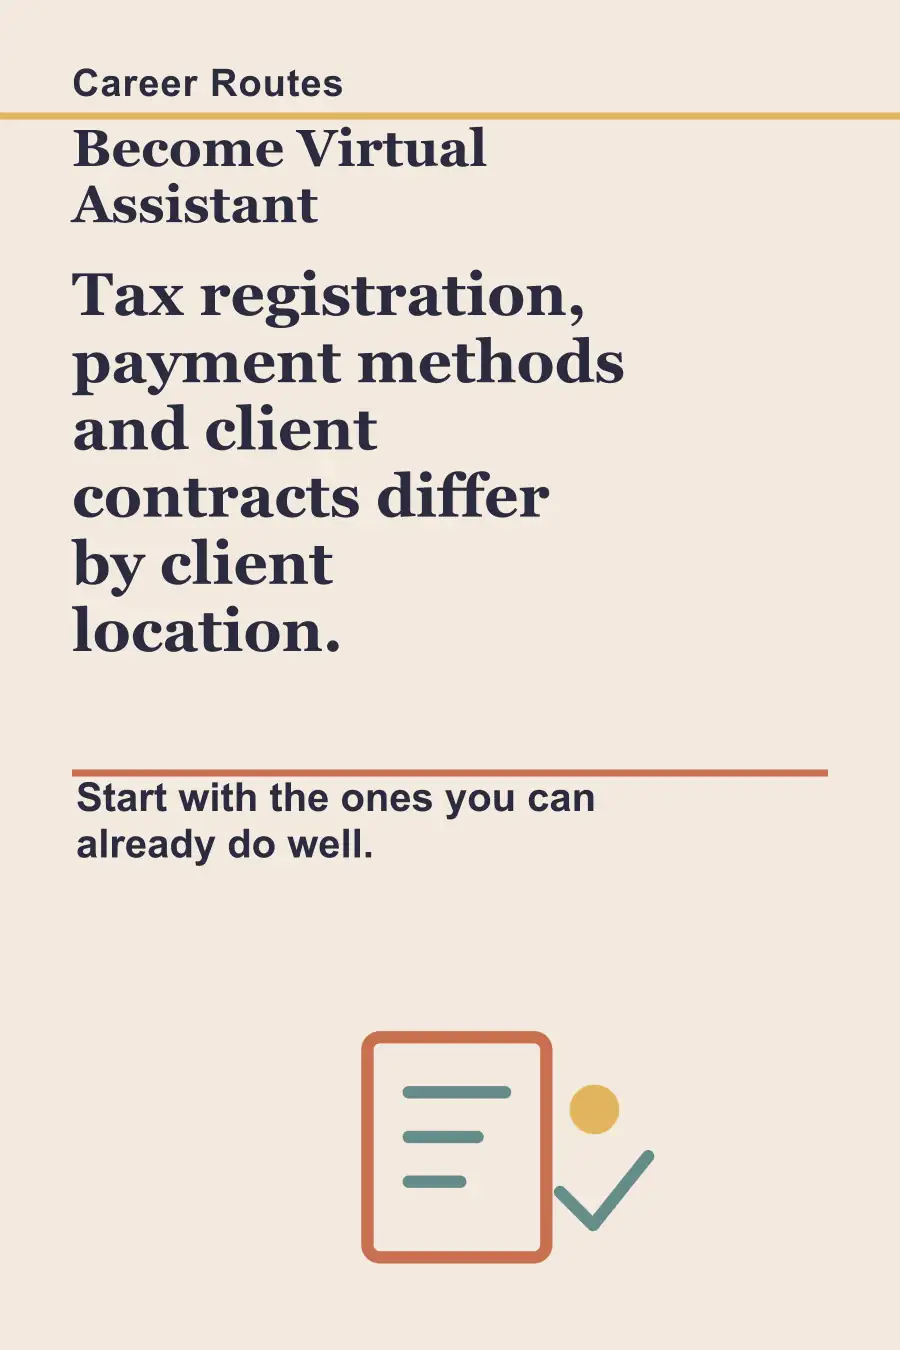 Career Routes
Become Virtual
Assistant
Tax registration,
payment methods
and client
contracts differ
by client
location.
Start with the ones you can
already do well.